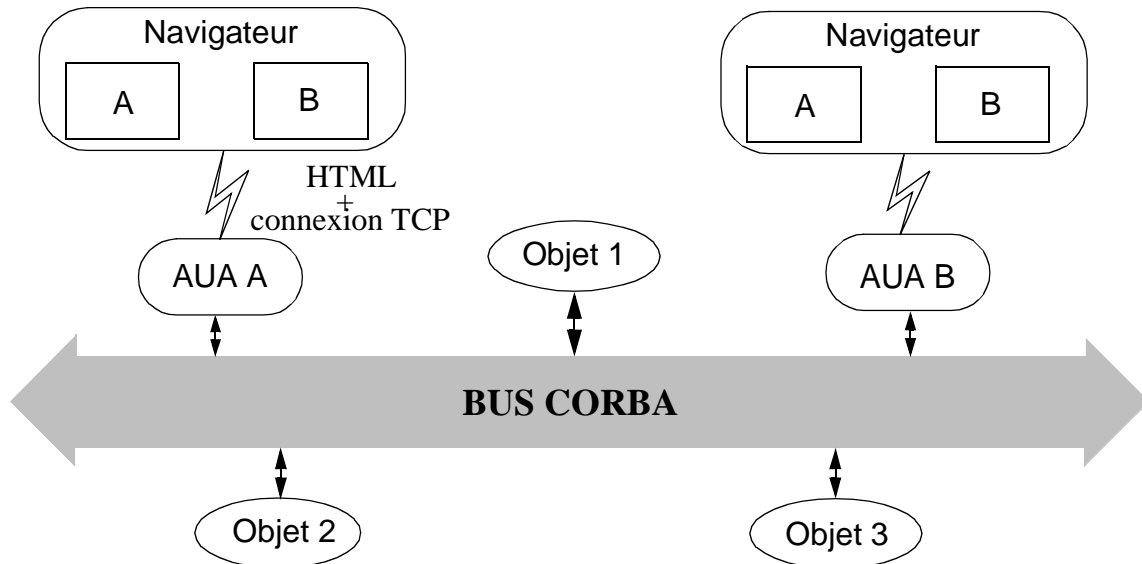 Navigateur
A
B
Navigateur
A
B
HTML
+
connexion TCP
AUA A
Objet 1
AUA B
BUS CORBA
Objet 2
Objet 3